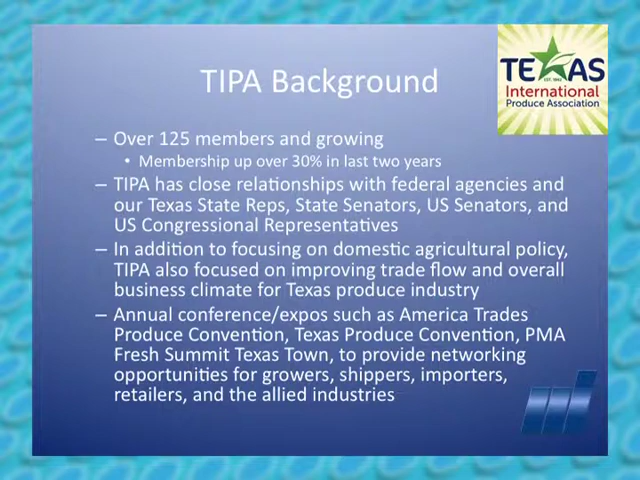 TEXAS
EST. 1942
International
Produce Association
TIPA Background
– Over 125 members and growing
• Membership up over 30% in last two years
– TIPA has close relationships with federal agencies and
our Texas State Reps, State Senators, US Senators, and
US Congressional Representatives
– In addition to focusing on domestic agricultural policy,
TIPA also focused on improving trade flow and overall
business climate for Texas produce industry
– Annual conference/expos such as America Trades
Produce Convention, Texas Produce Convention, PMA
Fresh Summit Texas Town, to provide networking
opportunities for growers, shippers, importers,
retailers, and the allied industries